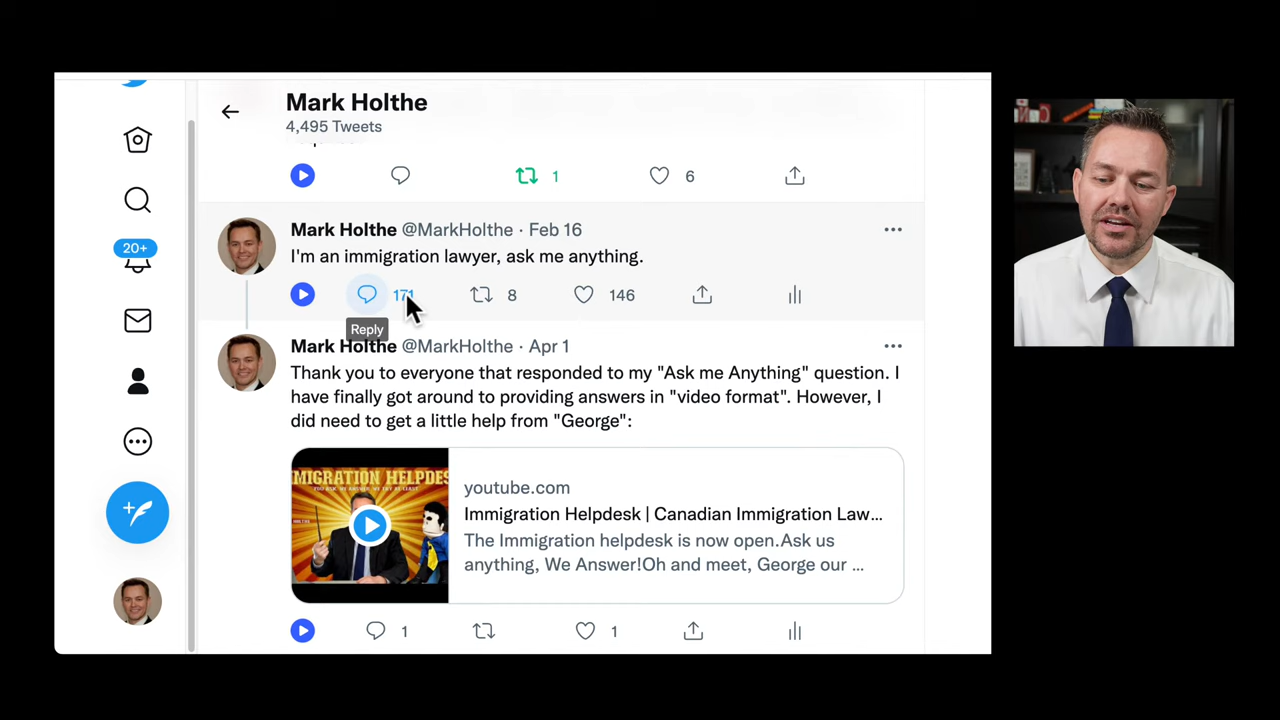 Mark Holthe
4,495 Tweets
1 6
20+
Mark Holthe @MarkHolthe · Feb 16
I'm an immigration lawyer, ask me anything.
171 8 146
Reply
Mark Holthe @MarkHolthe · Apr 1
Thank you to everyone that responded to my "Ask me Anything" question. I
have finally got around to providing answers in "video format". However, I
did need to get a little help from "George":
MIGRATION HELPDES
youtube.com
Immigration Helpdesk | Canadian Immigration Law...
The Immigration helpdesk is now open.Ask us
anything, We Answer!Oh and meet, George our ...
1 1